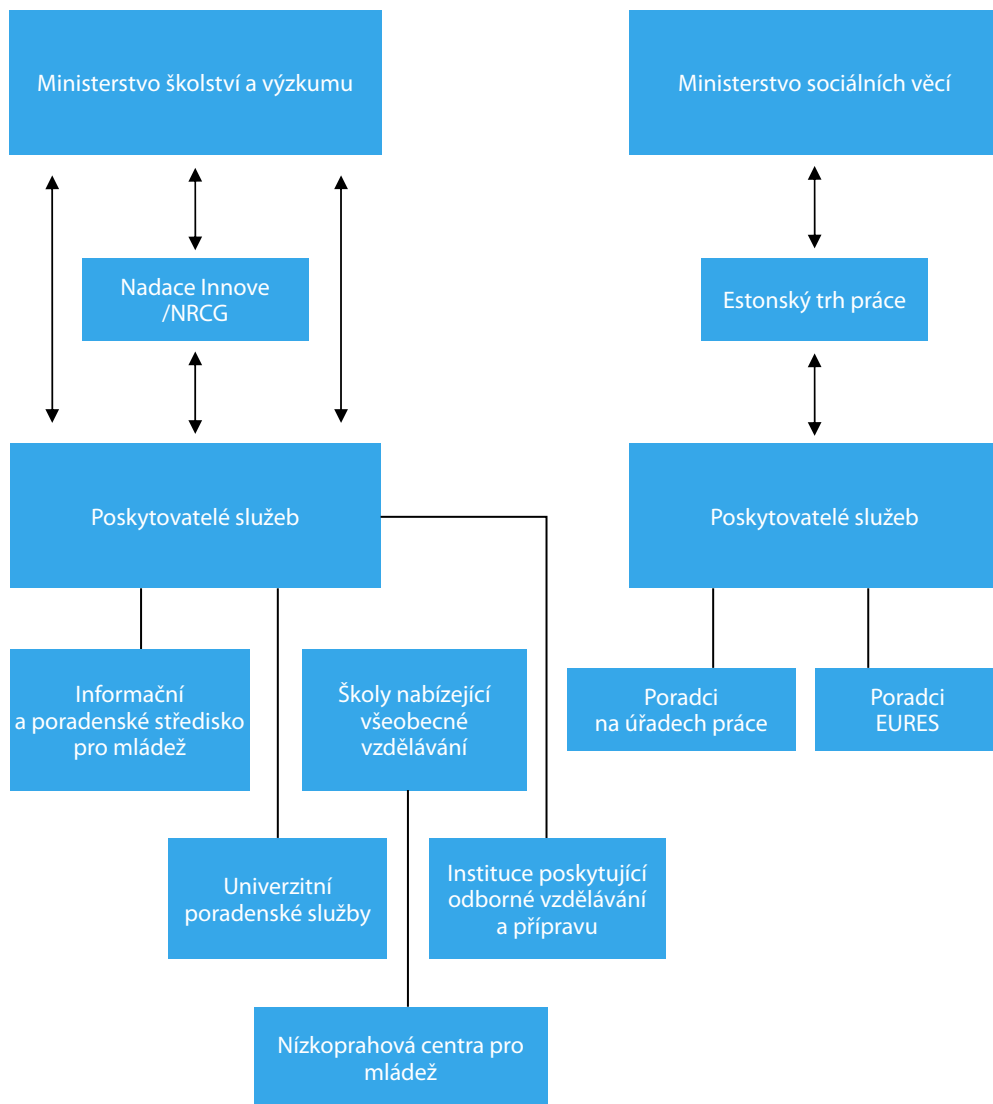 Ministerstvo školství a výzkumu
Ministerstvo sociálních věcí
Nadace Innove
/NRCG
Estonský trh práce
Poskytovatelé služeb
Poskytovatelé služeb
Informační
a poradenské středisko
pro mládež
Školy nabízející
všeobecné
vzdělávání
Poradci
na úřadech práce
Poradci
EURES
Univerzitní
poradenské služby
Instituce poskytující
odborné vzdělávání
a přípravu
Nízkoprahová centra pro
mládež